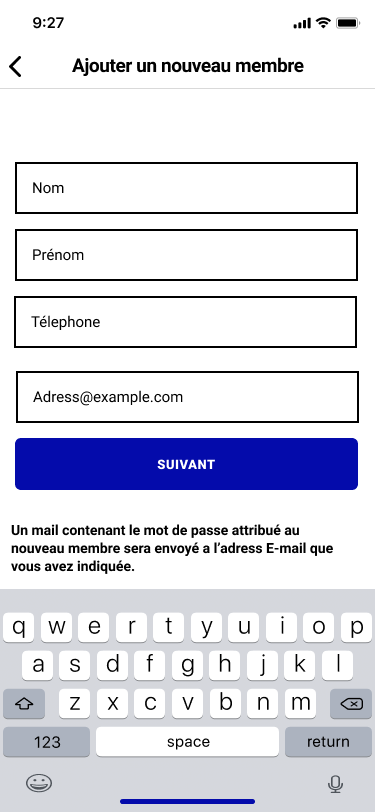 9:27
Ajouter un nouveau membre
Nom
Prénom
Télephone
Adress@example.com
SUIVANT
Un mail contenant le mot de passe attribué au
nouveau membre sera envoyé a l’adress E-mail que
vous avez indiquée.
q w e r t y u i o p
a s d f g h j k l
z x c v b n m
123 space return